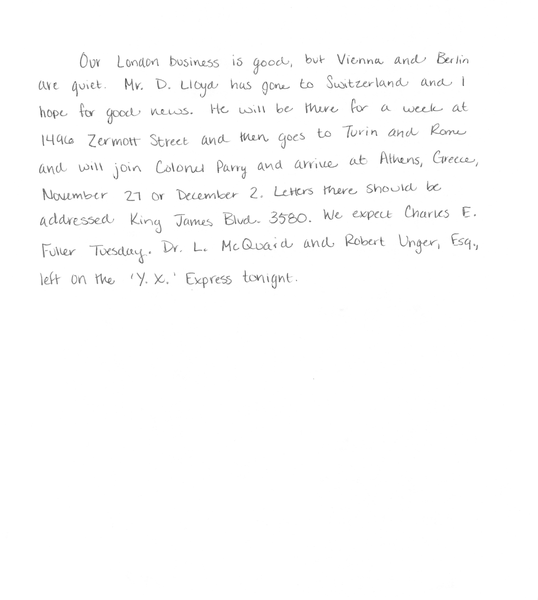 Our London business is good, but Vienna and Berlin
are quiet. Mr. D. Lloyd has gone to Switzerland and I
hope for good news. He will be there for a week at
1496 Zermott Street and then goes to Turin and Rome
and will join Colonel Parry and arrive at Athens, Greece,
November 27 or December 2. Letters there should be
addressed King James Blvd. 3580. We expect Charles E.
Fuller Tuesday. Dr. L. McQuaid and Robert Unger, Esq.,
left on the 'Y. X.' Express tonight.